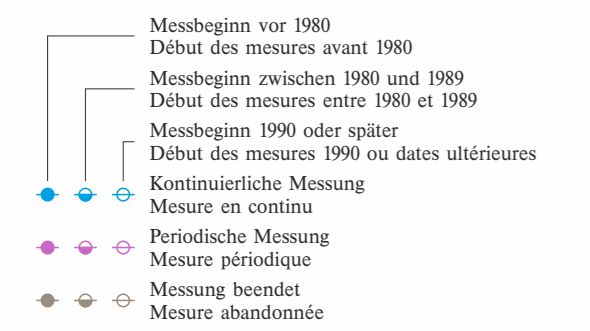 Messbeginn vor 1980
Début des mesures avant 1980
Messbeginn zwischen 1980 und 1989
Début des mesures entre 1980 et 1989
Messbeginn 1990 oder später
Début des mesures 1990 ou dates ultérieures
Kontinuierliche Messung
Mesure en continu
Periodische Messung
Mesure périodique
Messung beendet
Mesure abandonnée